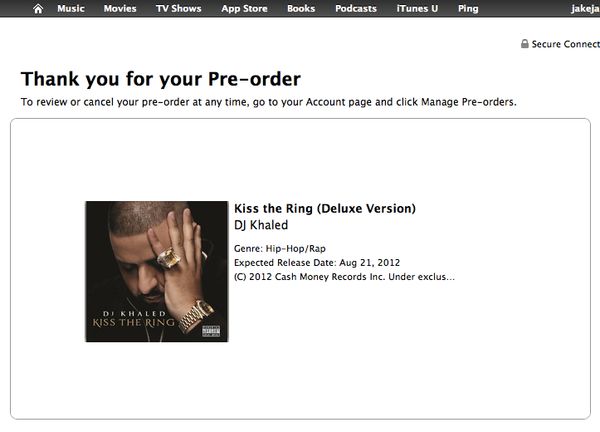 Music Movies TV Shows App Store Books Podcasts iTunes U Ping jakeja
Secure Connect
Thank you for your Pre-order
To review or cancel your pre-order at any time, go to your Account page and click Manage Pre-orders.
Kiss the Ring (Deluxe Version)
DJ Khaled
Genre: Hip-Hop/Rap
Expected Release Date: Aug 21, 2012
(C) 2012 Cash Money Records Inc. Under exclus...
DJ KHALED
KISS THE RING
PARENTAL
ADVISORY